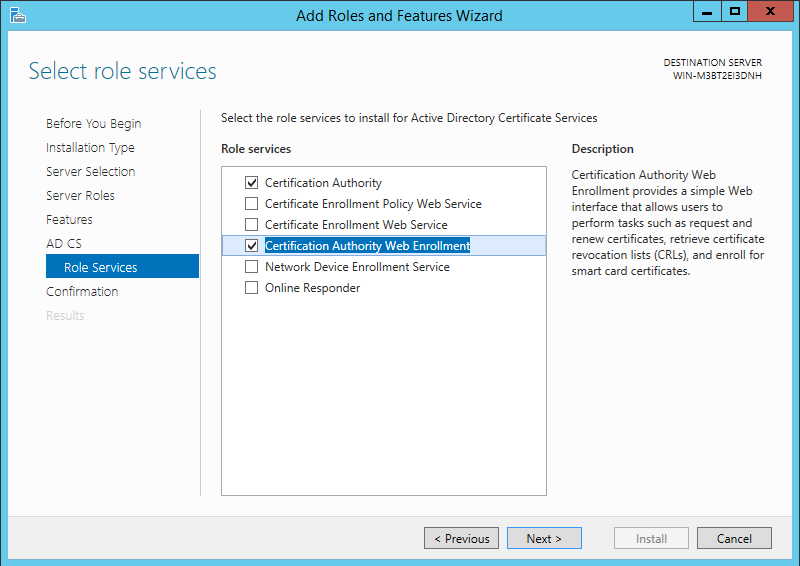 Add Roles and Features Wizard
Select role services
DESTINATION SERVER
WIN-M3BT2EI3DNH
Before You Begin
Installation Type
Server Selection
Server Roles
Features
AD CS
Role Services
Confirmation
Results
Select the role services to install for Active Directory Certificate Services
Role services
Certification Authority
Certificate Enrollment Policy Web Service
Certificate Enrollment Web Service
Certification Authority Web Enrollment
Network Device Enrollment Service
Online Responder
Description
Certification Authority Web
Enrollment provides a simple Web
interface that allows users to
perform tasks such as request and
renew certificates, retrieve certificate
revocation lists (CRLs), and enroll for
smart card certificates.
< Previous
Next >
Install
Cancel